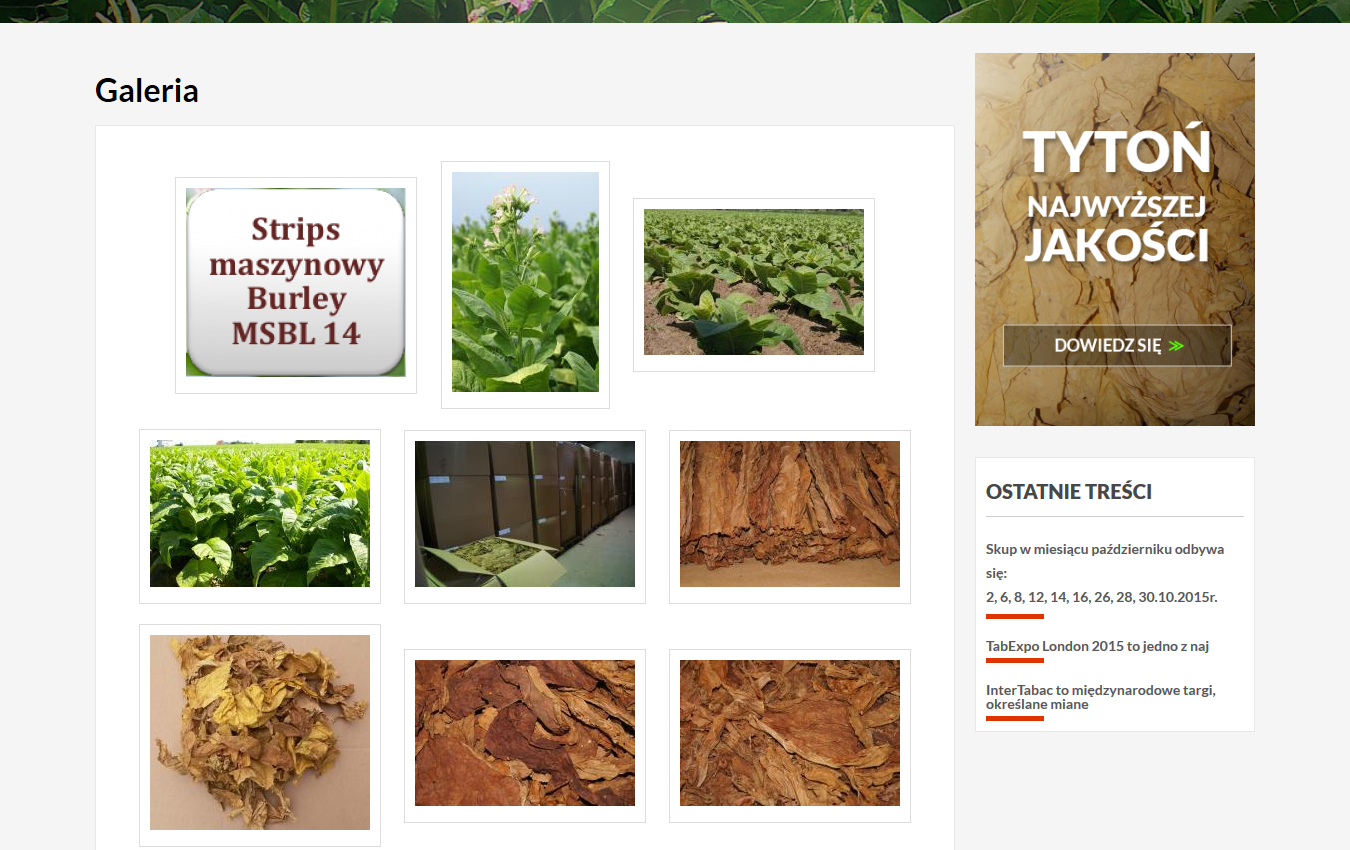 Galeria
Strips
maszynowy
Burley
MSBL 14
TYTOŃ
NAJWYŻSZEJ
JAKOŚCI
DOWIEDZ SIĘ
OSTATNIE TREŚCI
Skup w miesiącu październiku odbywa
się:
2, 6, 8, 12, 14, 16, 26, 28, 30.10.2015r.
TabExpo London 2015 to jedno z naj
InterTabac to międzynarodowe targi,
określane miane